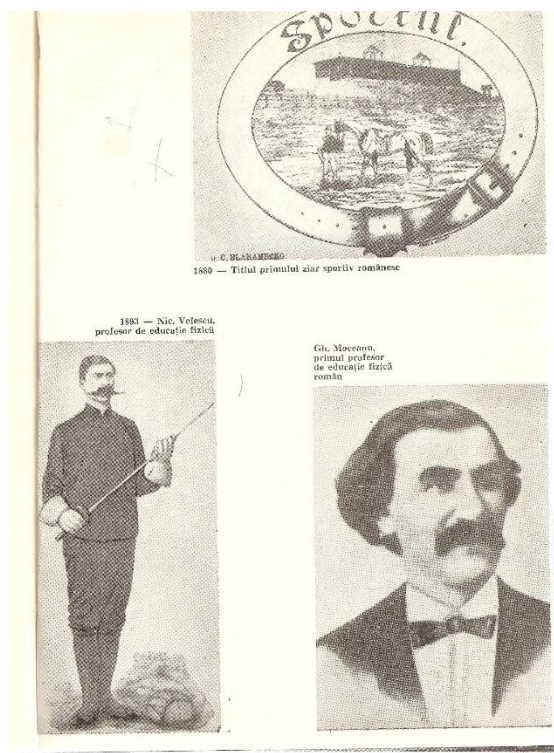 Sportul.
C. BLARAMBERG
1880 — Titlul primului ziar sportiv românesc
1893 — Nic. Velescu,
profesor de educație fizică
Gh. Moceanu,
primul profesor
de educație fizică
român